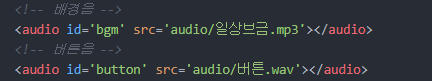 <!-- 배경음 -->
<audio id='bgm' src='audio/일상보금.mp3'></audio>
<!-- 버튼음 -->
<audio id='button' src='audio/버튼.wav'></audio>